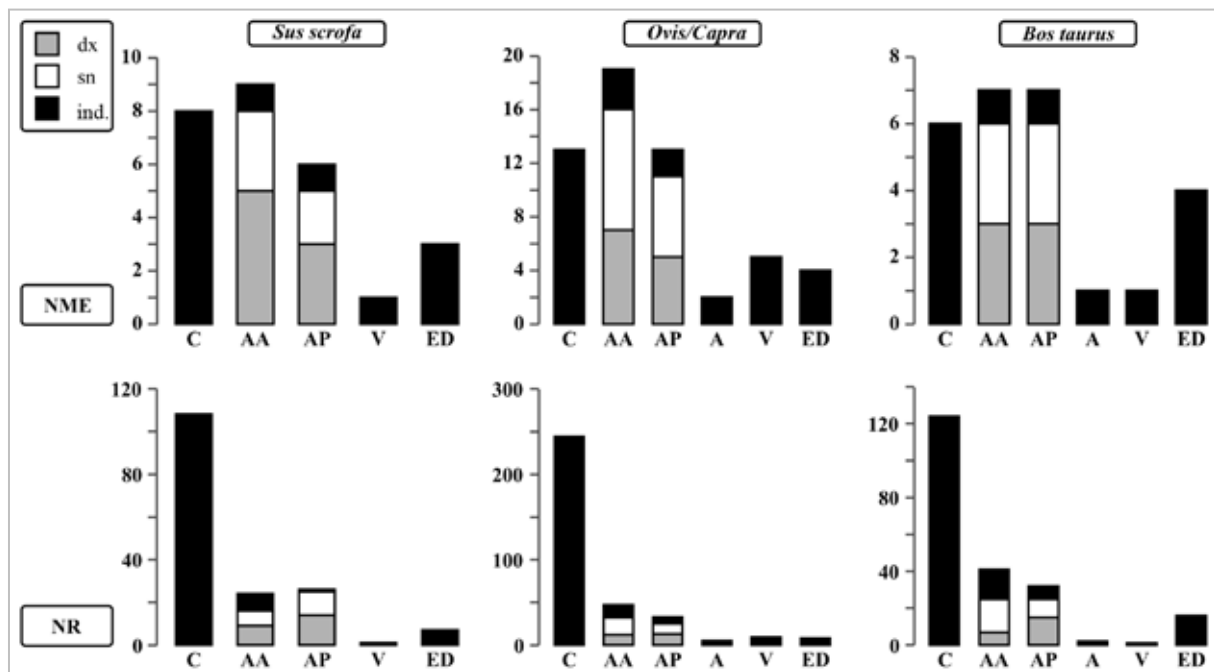 dx
sn
ind.
Sus scrofa
Ovis/Capra
Bos taurus
NME
10
8
6
4
2
0
C AA AP V ED
20
16
12
8
4
0
C AA AP A V ED
8
6
4
2
0
C AA AP A V ED
NR
120
80
40
0
C AA AP V ED
300
200
100
0
C AA AP A V ED
120
80
40
0
C AA AP A V ED